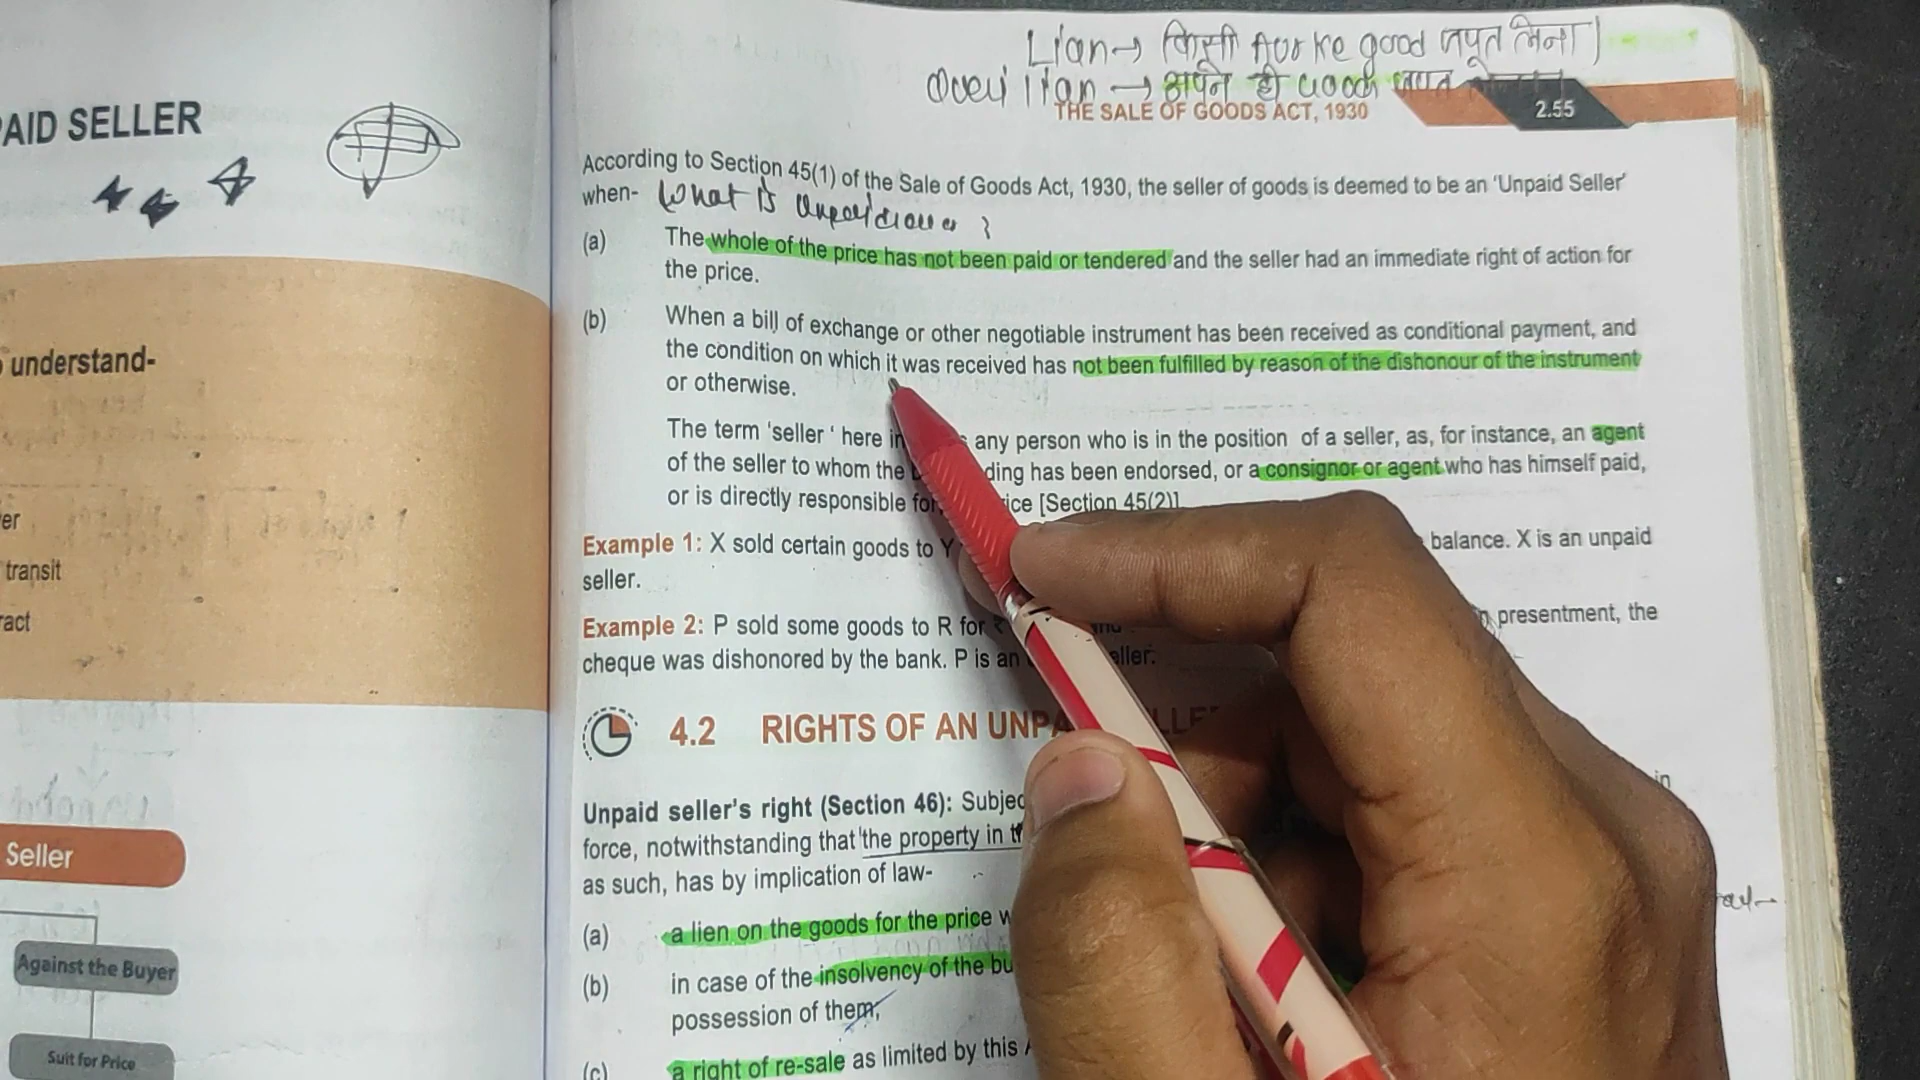 AID SELLER
understand-
er
transit
ract
Seller
Against the Buyer
Suit for Price
Lian→ किसी Aur ke good जपूत लेना)
→ अपने ही Good जपत
THE SALE OF GOODS ACT, 1930
2.55
According to Section 45(1) of the Sale of Goods Act, 1930, the seller of goods is deemed to be an 'Unpaid Seller'
when- What is
(a) The whole of the price has not been paid or tendered and the seller had an immediate right of action for
the price.
(b) When a bill of exchange or other negotiable instrument has been received as conditional payment, and
the condition on which it was received has not been fulfilled by reason of the dishonour of the instrument
or otherwise.
The term 'seller ' here any person who is in the position of a seller, as, for instance, an agent
of the seller to whom the ding has been endorsed, or a consignor or agent who has himself paid,
or is directly responsible for, ice [Section 45(2)].
Example 1: X sold certain goods to Y balance. X is an unpaid
seller.
Example 2: P sold some goods to R for ₹ presentment, the
cheque was dishonored by the bank. P is an eller.
4.2 RIGHTS OF AN UNPA LLE
Unpaid seller's right (Section 46): Subjec in
force, notwithstanding that the property in
as such, has by implication of law-
(a) a lien on the goods for the price w
(b) in case of the insolvency of the bu
possession of them;
(c) a right of re-sale as limited by this A